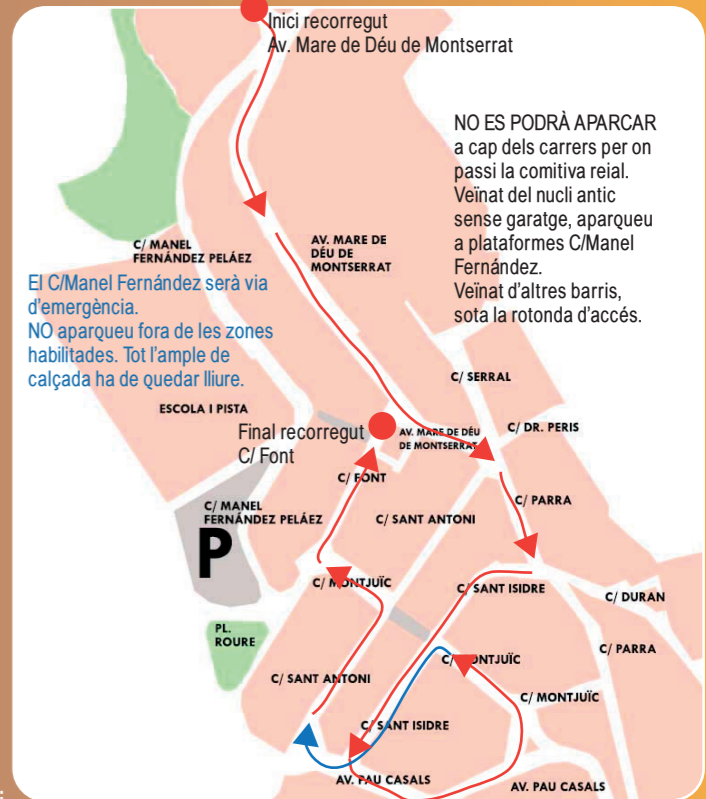 Inici recorregut
Av. Mare de Déu de Montserrat
NO ES PODRÀ APARCAR
a cap dels carrers per on
passi la comitiva reial.
Veïnat del nucli antic
sense garatge, aparqueu
a plataformes C/Manel
Fernández.
Veïnat d'altres barris,
sota la rotonda d'accés.
C/ MANEL
FERNÁNDEZ PELÁEZ
AV. MARE DE
DÉU DE
MONTSERRAT
El C/Manel Fernández serà via
d'emergència.
NO aparqueu fora de les zones
habilitades. Tot l'ample de
calçada ha de quedar lliure.
C/ SERRAL
ESCOLA I PISTA
Final recorregut
C/ Font
AV. MARE DE DÉU
DE MONTSERRAT
C/ DR. PERIS
C/ FONT
C/ MANEL
FERNÁNDEZ PELÁEZ
C/ SANT ANTONI
C/ PARRA
P
C/ MONTJUÏC
C/ SANT ISIDRE
C/ DURAN
PL.
ROURE
C/ PARRA
C/ MONTJUÏC
C/ SANT ANTONI
C/ MONTJUÏC
C/ SANT ISIDRE
AV. PAU CASALS
AV. PAU CASALS